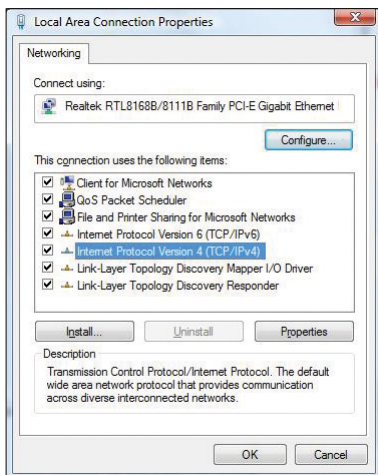 Local Area Connection Properties
Networking
Connect using:
Realtek RTL8168B/8111B Family PCI-E Gigabit Ethernet
Configure...
This connection uses the following items:
Client for Microsoft Networks
QoS Packet Scheduler
File and Printer Sharing for Microsoft Networks
Internet Protocol Version 6 (TCP/IPv6)
Internet Protocol Version 4 (TCP/IPv4)
Link-Layer Topology Discovery Mapper I/O Driver
Link-Layer Topology Discovery Responder
Install... Uninstall Properties
Description
Transmission Control Protocol/Internet Protocol. The default
wide area network protocol that provides communication
across diverse interconnected networks.
OK Cancel